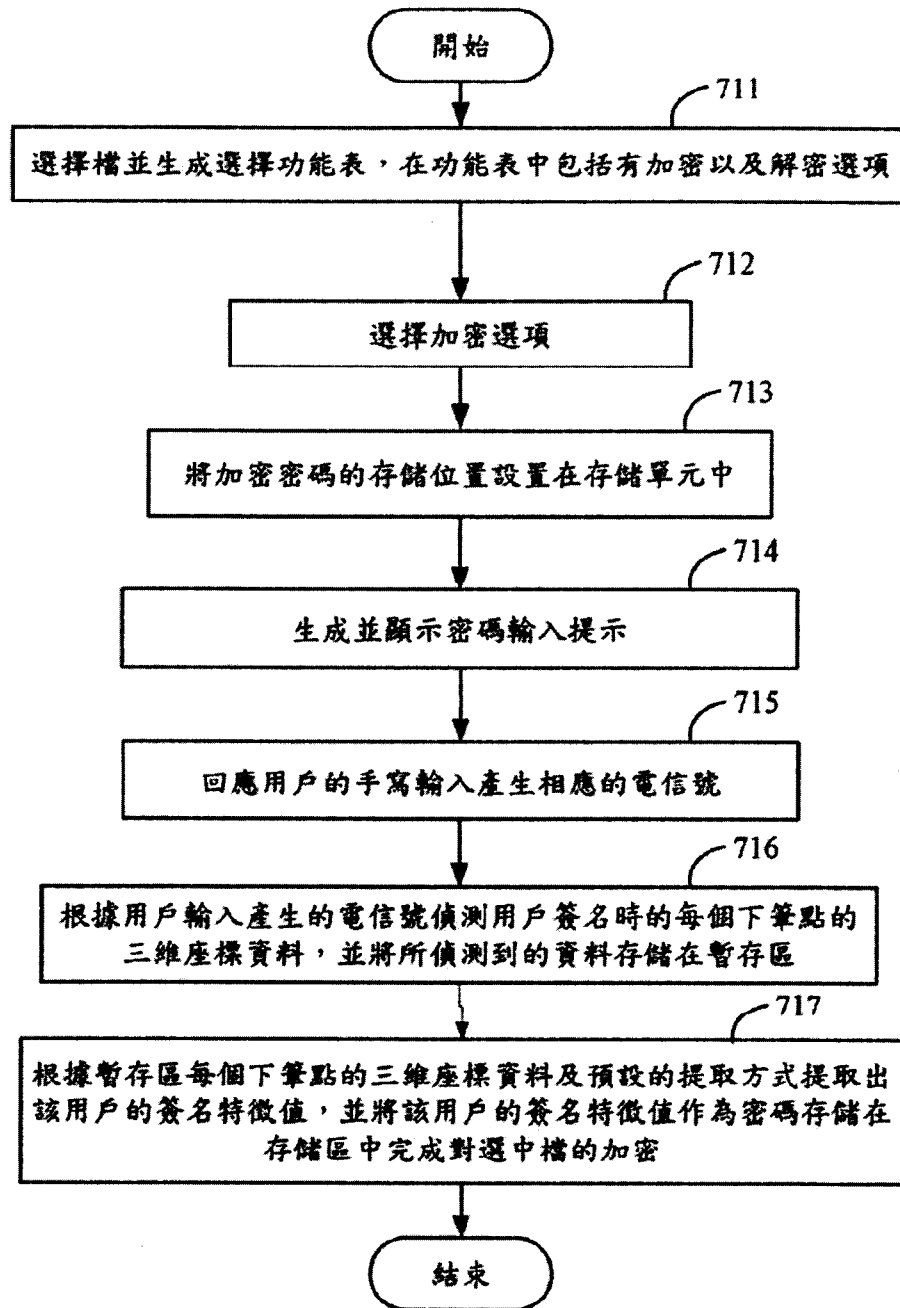 開始
711
選擇檔並生成選擇功能表，在功能表中包括有加密以及解密選項
712
選擇加密選項
713
將加密密碼的存儲位置設置在存儲單元中
714
生成並顯示密碼輸入提示
715
回應用戶的手寫輸入產生相應的電信號
716
根據用戶輸入產生的電信號偵測用戶簽名時的每個下筆點的
三維座標資料，並將所偵測到的資料存儲在暫存區
717
根據暫存區每個下筆點的三維座標資料及預設的提取方式提取出
該用戶的簽名特徵值，並將該用戶的簽名特徵值作為密碼存儲在
存儲區中完成對選中檔的加密
結束